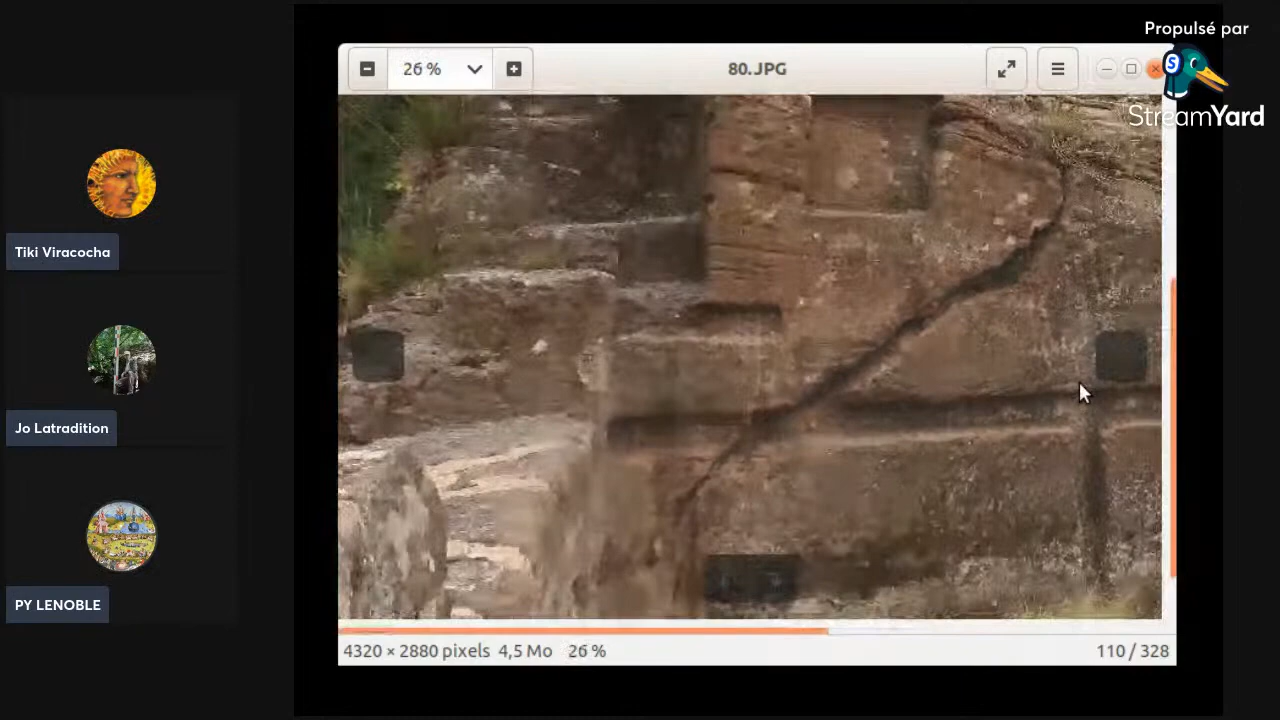 Propulsé par
StreamYard
26 %
80.JPG
Tiki Viracocha
Jo Latradition
PY LENOBLE
4320 × 2880 pixels 4,5 Mo 26 %
110 / 328